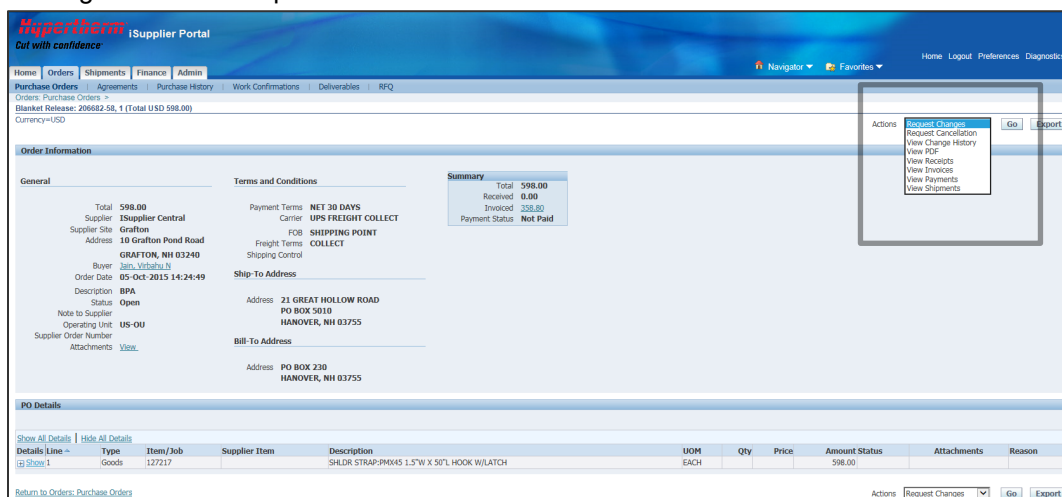 Hypertherm iSupplier Portal
Cut with confidence
Navigator Favorites
Home Logout Preferences Diagnostics
Home Orders Shipments Finance Admin
Purchase Orders | Agreements | Purchase History | Work Confirmations | Deliverables | RFQ
Orders: Purchase Orders >
Blanket Release: 206682-58, 1 (Total USD 598.00)
Currency=USD
Actions Request Changes Go Export
Request Cancellation
View Change History
View PDF
View Receipts
View Invoices
View Payments
View Shipments
Order Information
General
Total 598.00
Supplier ISupplier Central
Supplier Site Grafton
Address 10 Grafton Pond Road
GRAFTON, NH 03240
Buyer Jain, Virbahu N
Order Date 05-Oct-2015 14:24:49
Description BPA
Status Open
Note to Supplier
Operating Unit US-OU
Supplier Order Number
Attachments View
Terms and Conditions
Payment Terms NET 30 DAYS
Carrier UPS FREIGHT COLLECT
FOB SHIPPING POINT
Freight Terms COLLECT
Shipping Control
Ship-To Address
Address 21 GREAT HOLLOW ROAD
PO BOX 5010
HANOVER, NH 03755
Bill-To Address
Address PO BOX 230
HANOVER, NH 03755
Summary
Total 598.00
Received 0.00
Invoiced 358.80
Payment Status Not Paid
PO Details
Show All Details | Hide All Details
Details Line Type Item/Job Supplier Item Description UOM Qty Price Amount Status Attachments Reason
Show 1 Goods 127217 SHLDR STRAP:PMX45 1.5"W X 50"L HOOK W/LATCH EACH 598.00
Return to Orders: Purchase Orders
Actions Request Changes Go Export